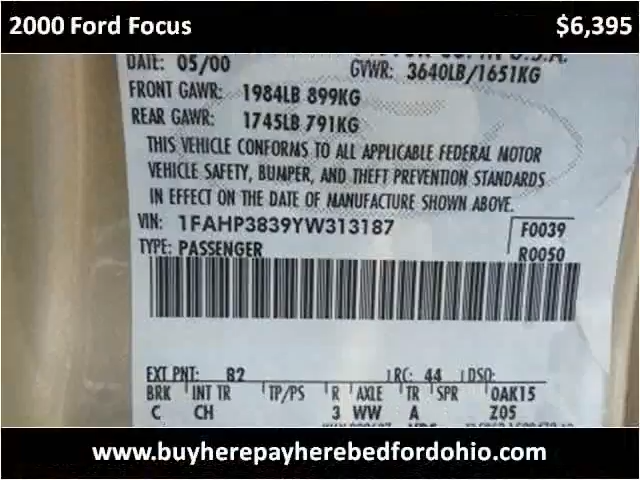 2000 Ford Focus $6,395
DATE: 05/00 GVWR: 3640LB/1651KG
FRONT GAWR: 1984LB 899KG
REAR GAWR: 1745LB 791KG
THIS VEHICLE CONFORMS TO ALL APPLICABLE FEDERAL MOTOR
VEHICLE SAFETY, BUMPER, AND THEFT PREVENTION STANDARDS
IN EFFECT ON THE DATE OF MANUFACTURE SHOWN ABOVE.
VIN: 1FAHP3839YW313187 F0039
TYPE: PASSENGER R0050
EXT PNT: B2 RC: 44 DSO:
BRK INT TR TP/PS R AXLE TR SPR OAK15
C CH 3 WW A Z05
www.buyherepayherebedfordohio.com